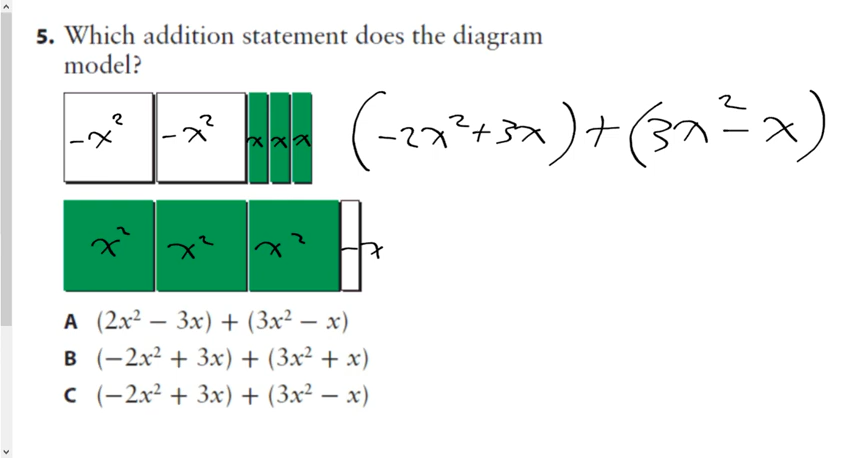 5. Which addition statement does the diagram
model?
-x² -x² x x x (-2x²+3x)+(3x²-x)
x² x² x² -x
A (2x² – 3x) + (3x² – x)
B (−2x² + 3x) + (3x² + x)
C (−2x² + 3x) + (3x² – x)